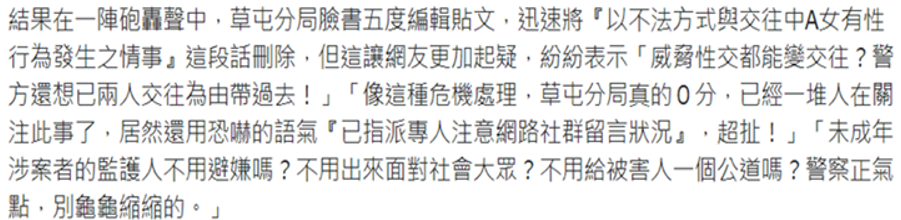 結果在一陣砲轟聲中，草屯分局臉書五度編輯貼文，迅速將『以不法方式與交往中A女有性
行為發生之情事』這段話刪除，但這讓網友更加起疑，紛紛表示「威脅性交都能變交往？警
方還想已兩人交往為由帶過去！」「像這種危機處理，草屯分局真的０分，已經一堆人在關
注此事了，居然還用恐嚇的語氣『已指派專人注意網路社群留言狀況』，超扯！」「未成年
涉案者的監護人不用避嫌嗎？不用出來面對社會大眾？不用給被害人一個公道嗎？警察正氣
點，別龜龜縮縮的。」